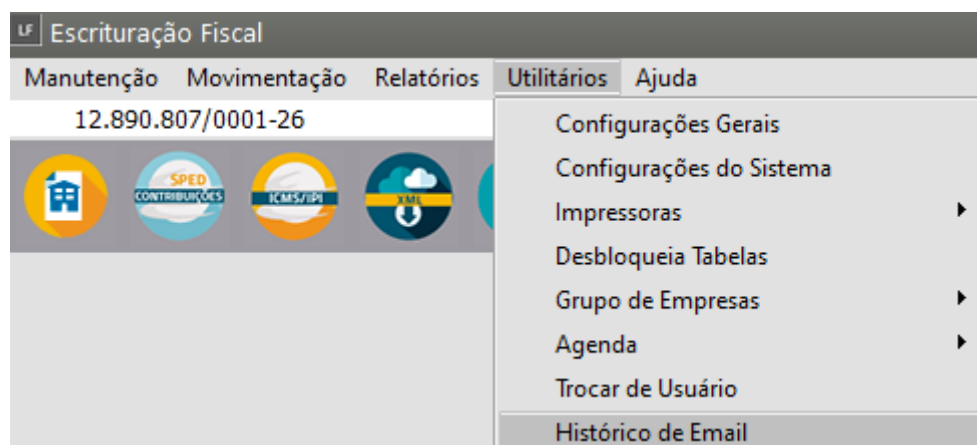 LF Escrituração Fiscal
Manutenção Movimentação Relatórios Utilitários Ajuda
12.890.807/0001-26
SPED CONTRIBUIÇÕES
ICMS/IPI
XML
Configurações Gerais
Configurações do Sistema
Impressoras
Desbloqueia Tabelas
Grupo de Empresas
Agenda
Trocar de Usuário
Histórico de Email